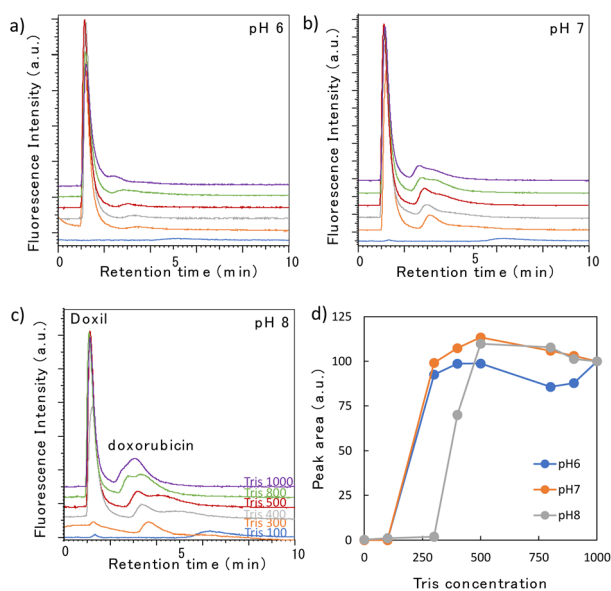 a)
pH 6
Fluorescence Intensity (a.u.)
0
5
10
Retention time (min)
b)
pH 7
Fluorescence Intensity (a.u.)
0
5
10
Retention time (min)
c)
Doxil
pH 8
Fluorescence Intensity (a.u.)
doxorubicin
Tris 1000
Tris 800
Tris 500
Tris 400
Tris 300
Tris 100
0
5
10
Retention time (min)
d)
Peak area (a.u.)
125
100
75
50
25
0
pH6
pH7
pH8
0
250
500
750
1000
Tris concentration